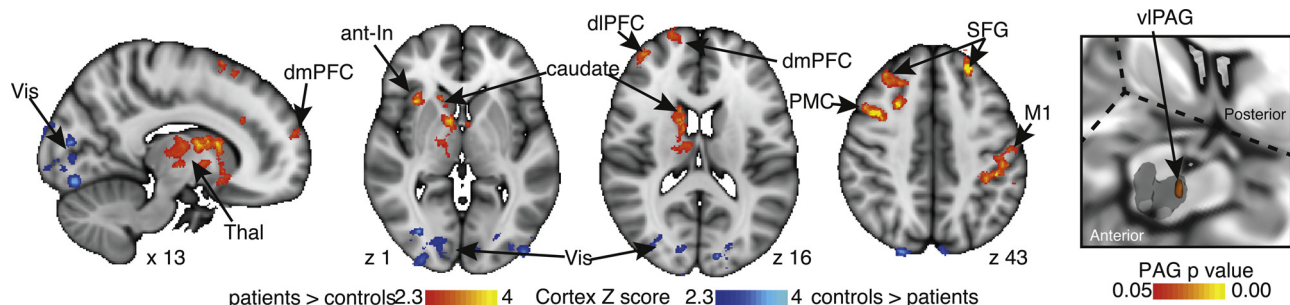 Vis
dmPFC
Thal
x 13
ant-In
caudate
z 1
Vis
dlPFC
dmPFC
z 16
SFG
PMC
M1
z 43
vlPAG
Posterior
Anterior
patients > controls 2.3 4 Cortex Z score 2.3 4 controls > patients
PAG p value
0.05 0.00